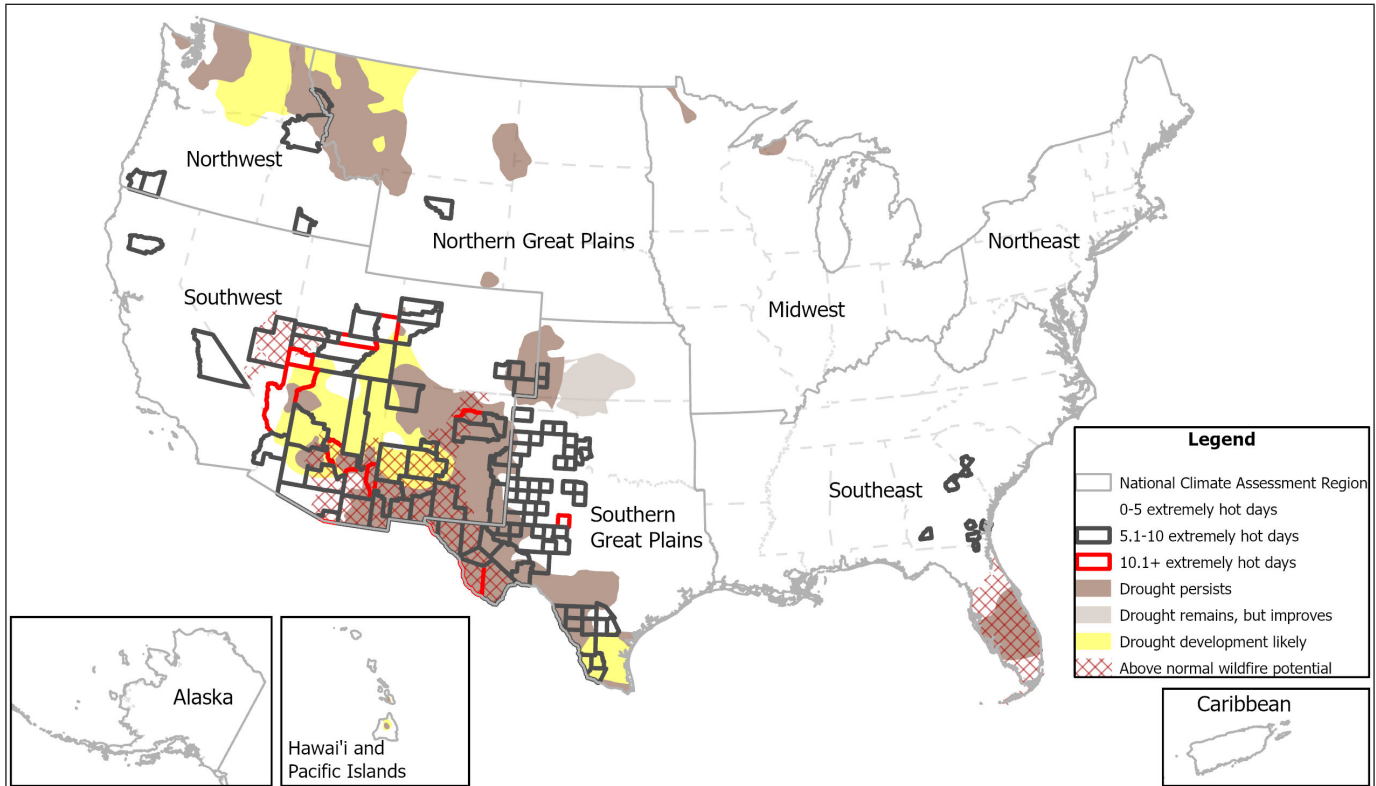 Northwest
Northern Great Plains
Northeast
Southwest
Midwest
Southeast
Southern
Great Plains
Alaska
Hawai'i and
Pacific Islands
Legend
National Climate Assessment Region
0-5 extremely hot days
5.1-10 extremely hot days
10.1+ extremely hot days
Drought persists
Drought remains, but improves
Drought development likely
Above normal wildfire potential
Caribbean